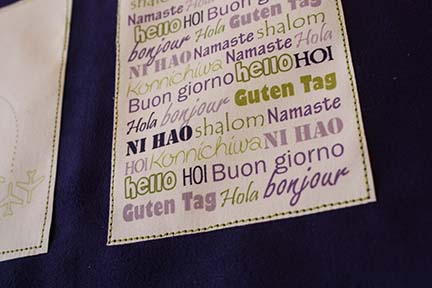 shalom
Namaste HOI Buon
hello HOI Guten Tag
bonjour Hola shalom
NI HAO Namaste Namaste
Konnichiwa hello HOI
Buon giorno Guten Tag
Hola bonjour Namaste
NI HAO shalom NI HAO
HOI Konnichiwa Buon giorno
hello HOI Hola bonjour
Guten Tag